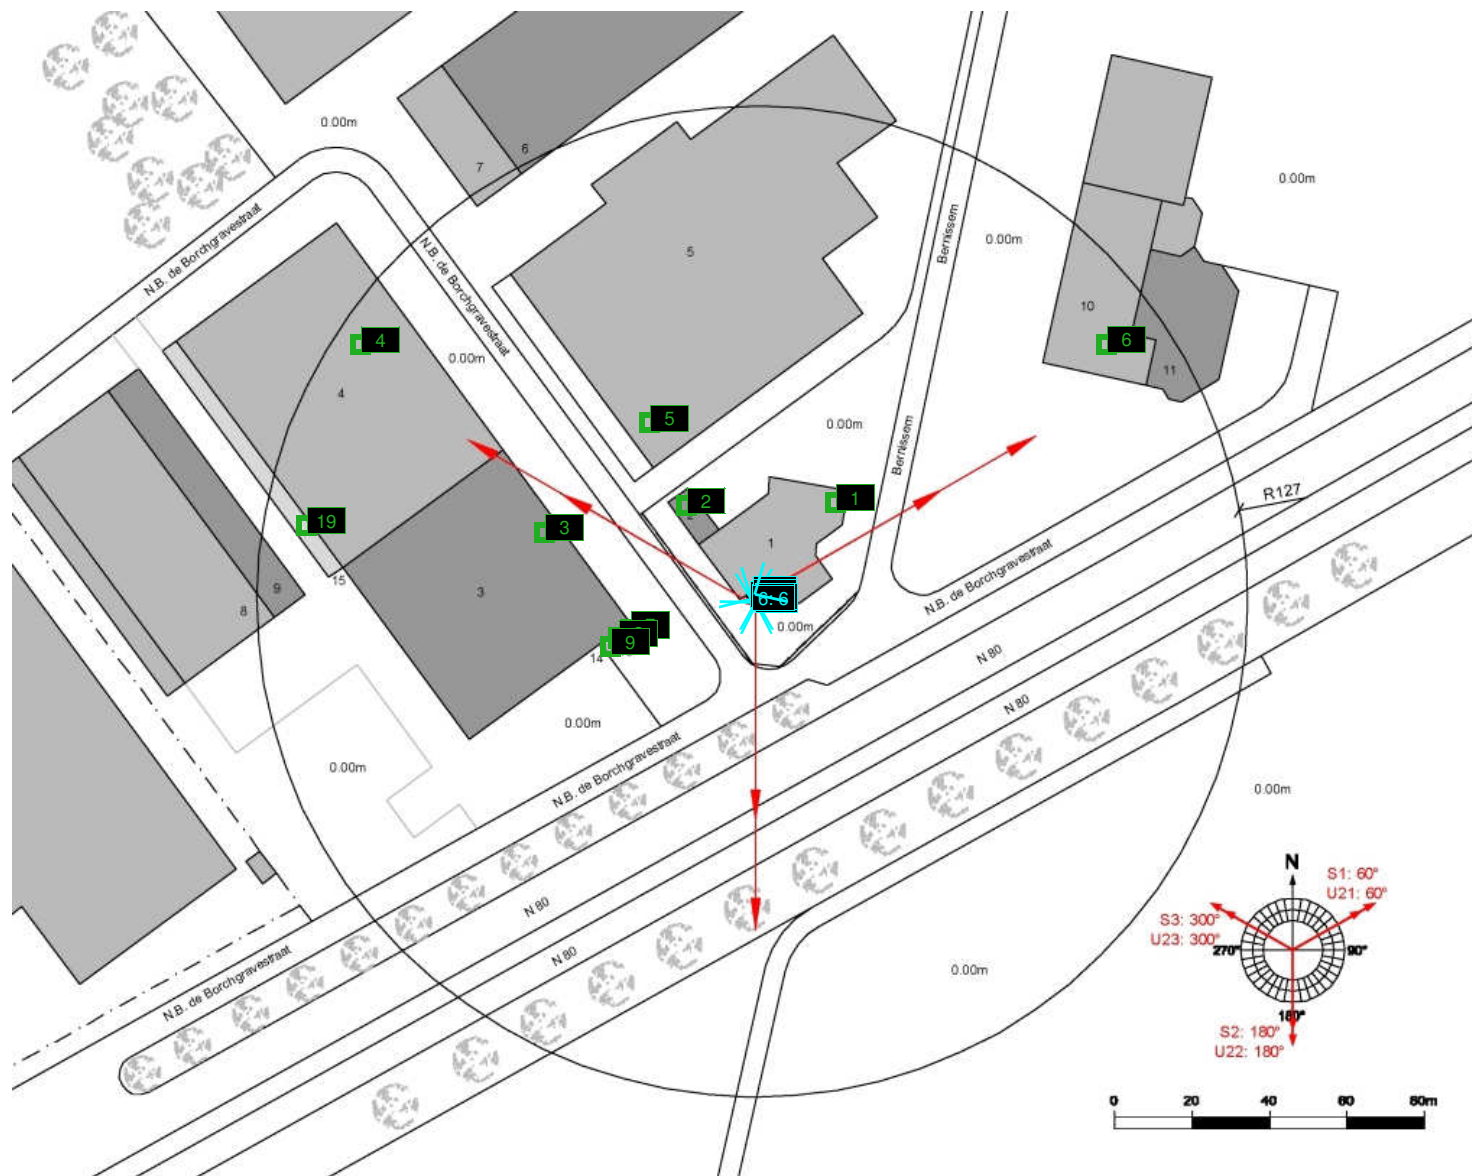 0.00m
7
6
0.00m
N.B. de Borchgravestraat
N.B. de Borchgravestraat
5
Bernissem
0.00m
10
4
6
0.00m
11
4
5
0.00m
Bernissem
R127
19
2
1
3
1
15
9
8
3
6: 6
0.00m
N.B. de Borchgravestraat
9
14
N 80
N 80
0.00m
0.00m
N.B. de Borchgravestraat
0.00m
N
S1: 60°
U21: 60°
S3: 300°
U23: 300°
270°
90°
180°
S2: 180°
U22: 180°
N 80
N 80
N.B. de Borchgravestraat
0.00m
0
20
40
60
80m